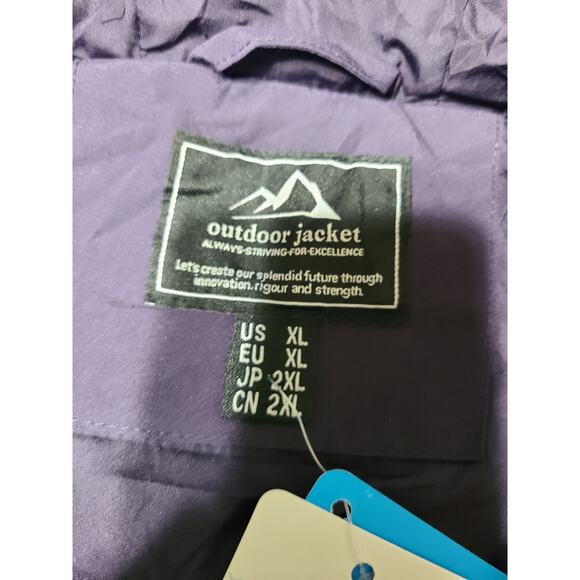 outdoor jacket
ALWAYS-STRIVING-FOR-EXCELLENCE
Let's create our splendid future through
innovation, rigour and strength.
US XL
EU XL
JP 2XL
CN 2XL